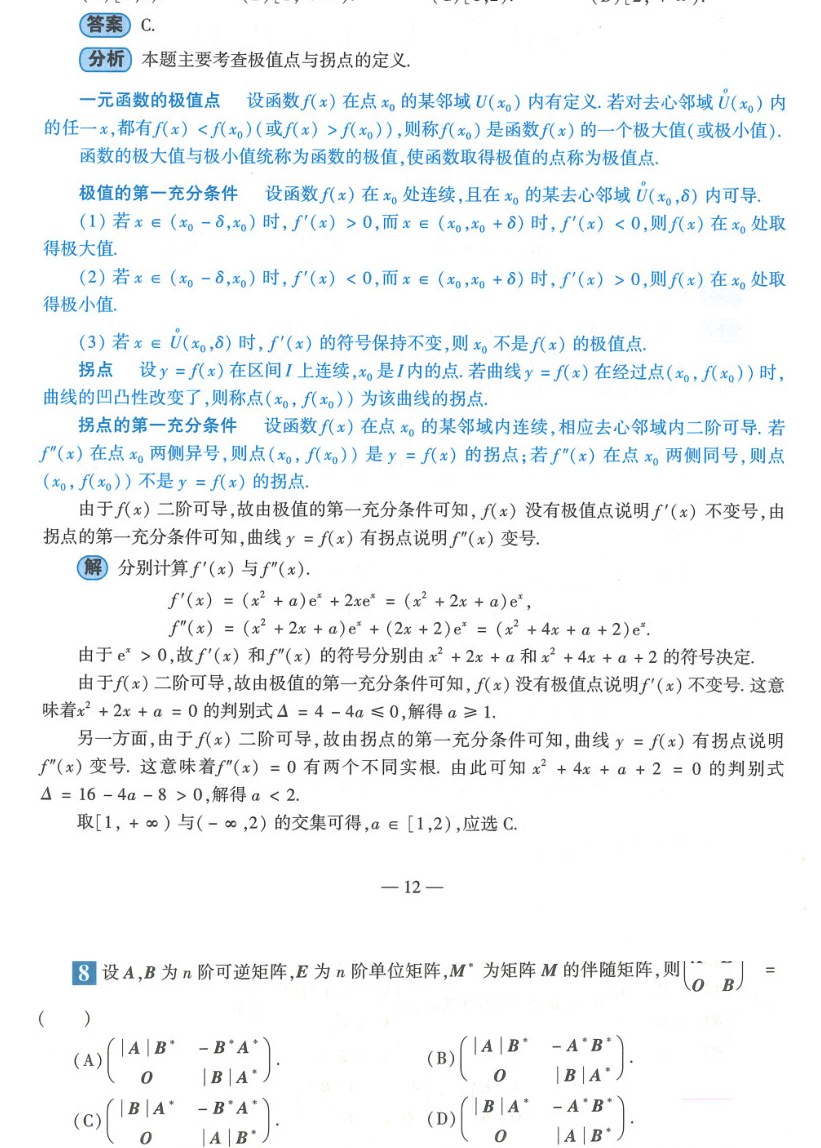 答案 C.
分析 本题主要考查极值点与拐点的定义.
一元函数的极值点 设函数f(x)在点x₀的某邻域U(x₀)内有定义.若对去心邻域Ů(x₀)内
的任一x,都有f(x) < f(x₀)(或f(x) > f(x₀)),则称f(x₀)是函数f(x)的一个极大值(或极小值).
函数的极大值与极小值统称为函数的极值,使函数取得极值的点称为极值点.
极值的第一充分条件 设函数f(x)在x₀处连续,且在x₀的某去心邻域Ů(x₀,δ)内可导.
(1)若x∈(x₀-δ,x₀)时,f′(x) > 0,而x∈(x₀,x₀+δ)时,f′(x) < 0,则f(x)在x₀处取
得极大值.
(2)若x∈(x₀-δ,x₀)时,f′(x) < 0,而x∈(x₀,x₀+δ)时,f′(x) > 0,则f(x)在x₀处取
得极小值.
(3)若x∈Ů(x₀,δ)时,f′(x)的符号保持不变,则x₀不是f(x)的极值点.
拐点 设y = f(x)在区间I上连续,x₀是I内的点.若曲线y = f(x)在经过点(x₀,f(x₀))时,
曲线的凹凸性改变了,则称点(x₀,f(x₀))为该曲线的拐点.
拐点的第一充分条件 设函数f(x)在点x₀的某邻域内连续,相应去心邻域内二阶可导.若
f″(x)在点x₀两侧异号,则点(x₀,f(x₀))是y = f(x)的拐点;若f″(x)在点x₀两侧同号,则点
(x₀,f(x₀))不是y = f(x)的拐点.
由于f(x)二阶可导,故由极值的第一充分条件可知,f(x)没有极值点说明f′(x)不变号,由
拐点的第一充分条件可知,曲线y = f(x)有拐点说明f″(x)变号.
解 分别计算f′(x)与f″(x).
f′(x) = (x² + a)eˣ + 2xeˣ = (x² + 2x + a)eˣ,
f″(x) = (x² + 2x + a)eˣ + (2x + 2)eˣ = (x² + 4x + a + 2)eˣ.
由于eˣ > 0,故f′(x)和f″(x)的符号分别由x² + 2x + a和x² + 4x + a + 2的符号决定.
由于f(x)二阶可导,故由极值的第一充分条件可知,f(x)没有极值点说明f′(x)不变号.这意
味着x² + 2x + a = 0的判别式Δ = 4 - 4a ≤ 0,解得a ≥ 1.
另一方面,由于f(x)二阶可导,故由拐点的第一充分条件可知,曲线y = f(x)有拐点说明
f″(x)变号.这意味着f″(x) = 0有两个不同实根.由此可知x² + 4x + a + 2 = 0的判别式
Δ = 16 - 4a - 8 > 0,解得a < 2.
取[1,+∞)与(-∞,2)的交集可得,a∈[1,2),应选C.
— 12 —
8 设A,B为n阶可逆矩阵,E为n阶单位矩阵,M*为矩阵M的伴随矩阵,则( O B ) =
( )
(A) ( |A|B* -B*A* (B) ( |A|B* -A*B*
O |B|A* ). O |B|A* ).
(C) ( |B|A* -B*A* (D) ( |B|A* -A*B*
O |A|B* ). O |A|B* ).